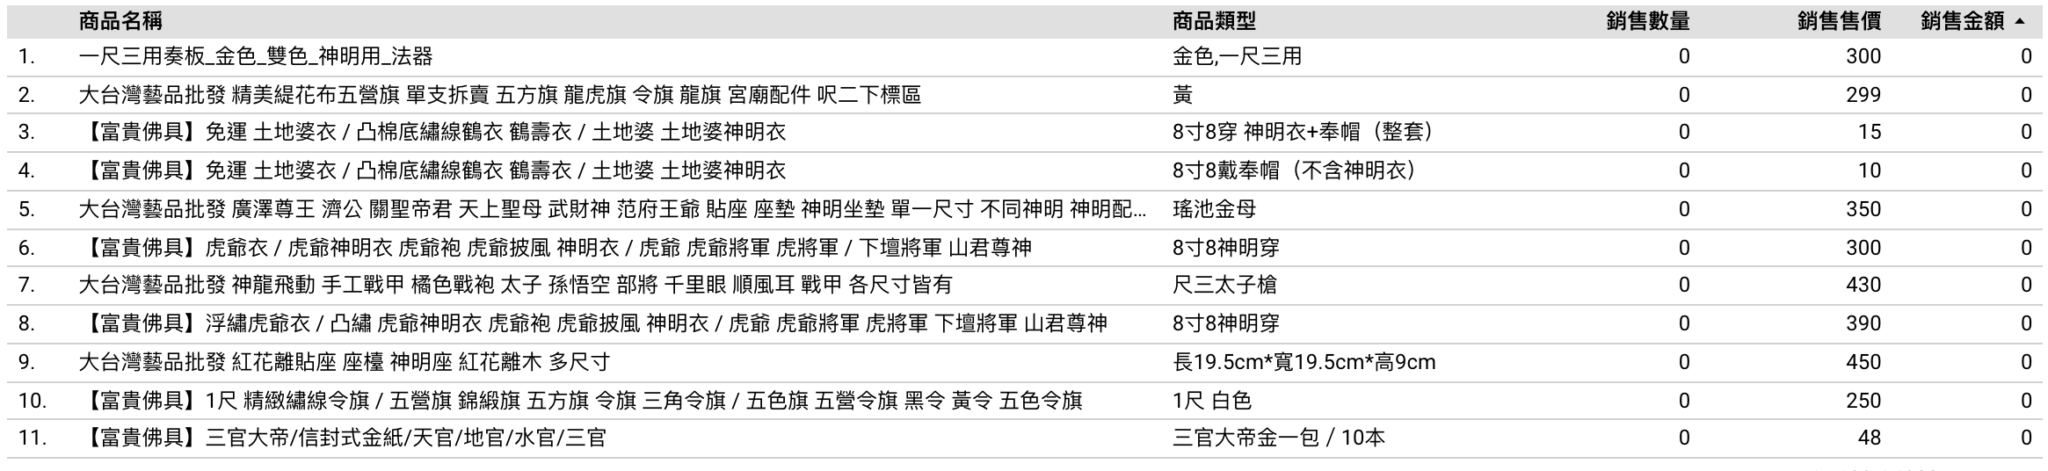 商品名稱 商品類型 銷售數量 銷售售價 銷售金額
1. 一尺三用奏板_金色_雙色_神明用_法器 金色,一尺三用 0 300 0
2. 大台灣藝品批發 精美緹花布五營旗 單支拆賣 五方旗 龍虎旗 令旗 龍旗 宮廟配件 呎二下標區 黃 0 299 0
3. 【富貴佛具】免運 土地婆衣 / 凸棉底繡線鶴衣 鶴壽衣 / 土地婆 土地婆神明衣 8寸8穿 神明衣+奉帽（整套） 0 15 0
4. 【富貴佛具】免運 土地婆衣 / 凸棉底繡線鶴衣 鶴壽衣 / 土地婆 土地婆神明衣 8寸8戴奉帽（不含神明衣） 0 10 0
5. 大台灣藝品批發 廣澤尊王 濟公 關聖帝君 天上聖母 武財神 范府王爺 貼座 座墊 神明坐墊 單一尺寸 不同神明 神明配... 瑤池金母 0 350 0
6. 【富貴佛具】虎爺衣 / 虎爺神明衣 虎爺袍 虎爺披風 神明衣 / 虎爺 虎爺將軍 虎將軍 / 下壇將軍 山君尊神 8寸8神明穿 0 300 0
7. 大台灣藝品批發 神龍飛動 手工戰甲 橘色戰袍 太子 孫悟空 部將 千里眼 順風耳 戰甲 各尺寸皆有 尺三太子槍 0 430 0
8. 【富貴佛具】浮繡虎爺衣 / 凸繡 虎爺神明衣 虎爺袍 虎爺披風 神明衣 / 虎爺 虎爺將軍 虎將軍 下壇將軍 山君尊神 8寸8神明穿 0 390 0
9. 大台灣藝品批發 紅花離貼座 座檯 神明座 紅花離木 多尺寸 長19.5cm*寬19.5cm*高9cm 0 450 0
10. 【富貴佛具】1尺 精緻繡線令旗 / 五營旗 錦緞旗 五方旗 令旗 三角令旗 / 五色旗 五營令旗 黑令 黃令 五色令旗 1尺 白色 0 250 0
11. 【富貴佛具】三官大帝/信封式金紙/天官/地官/水官/三官 三官大帝金一包 / 10本 0 48 0